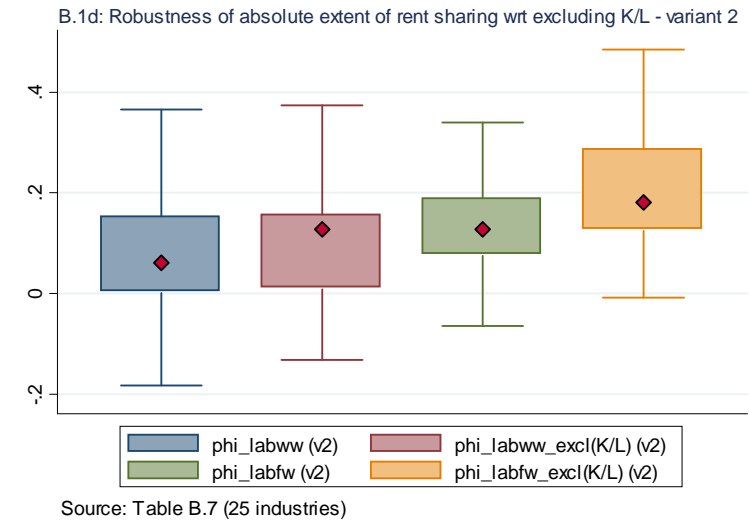 B.1d: Robustness of absolute extent of rent sharing wrt excluding K/L - variant 2
.4
.2
0
-.2
phi_labww (v2) phi_labww_excl(K/L) (v2)
phi_labfw (v2) phi_labfw_excl(K/L) (v2)
Source: Table B.7 (25 industries)